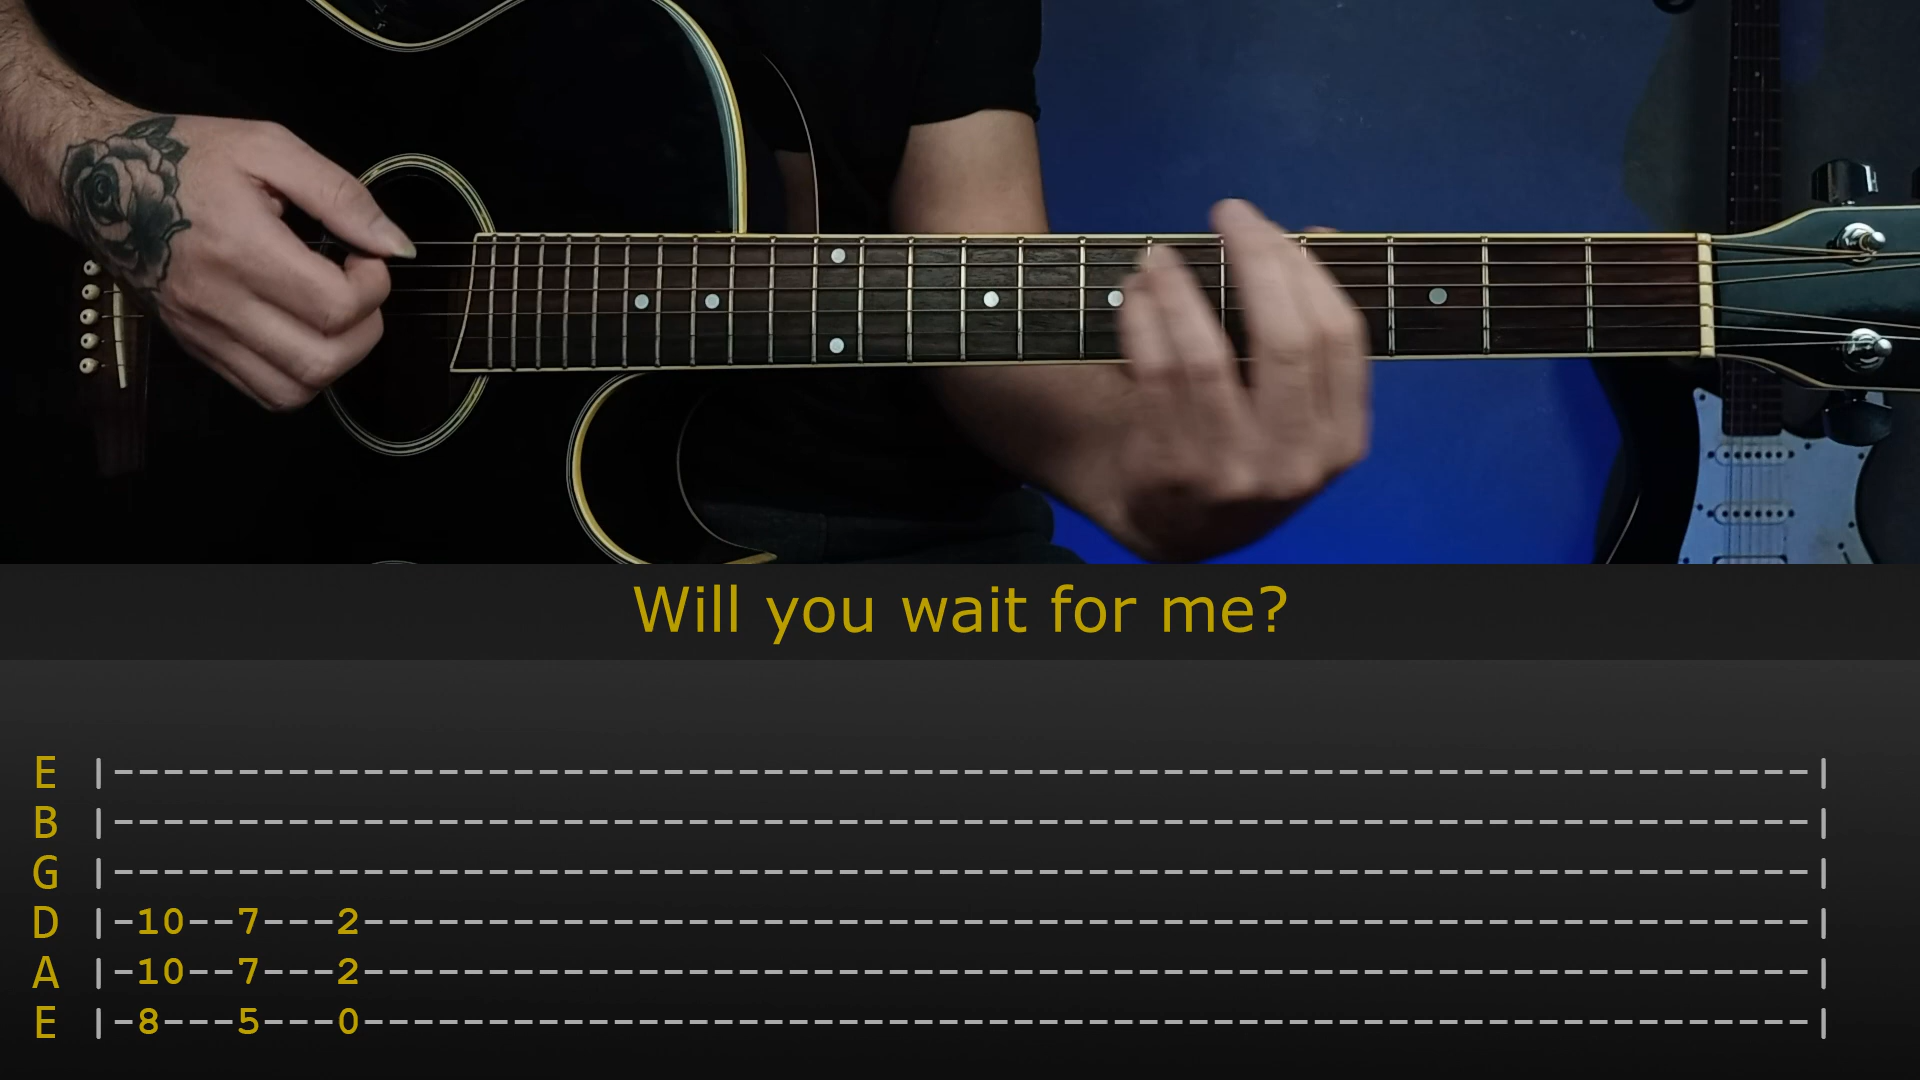 Will you wait for me?
E |---------------------------------------------------------------------|
B |---------------------------------------------------------------------|
G |---------------------------------------------------------------------|
D |-10--7---2-----------------------------------------------------------|
A |-10--7---2-----------------------------------------------------------|
E |-8---5---0-----------------------------------------------------------|